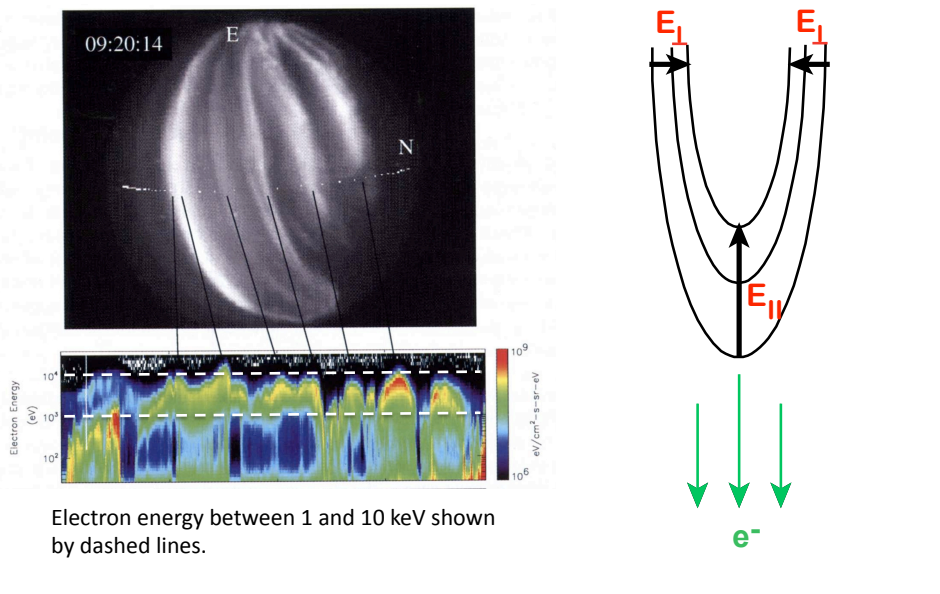 09:20:14
E
N
E⊥
E⊥
E||
e-
Electron Energy
(eV)
10⁴
10³
10²
10⁹
10⁶
eV/cm²-s-sr-eV
Electron energy between 1 and 10 keV shown
by dashed lines.